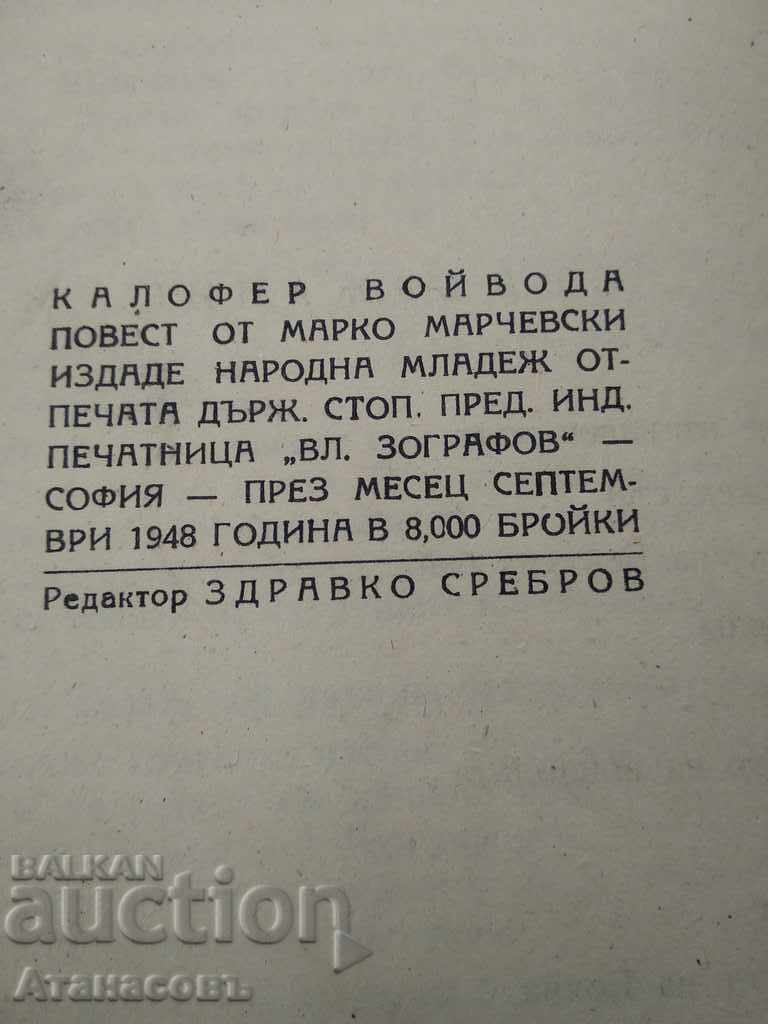 КАЛОФЕР ВОЙВОДА
ПОВЕСТ ОТ МАРКО МАРЧЕВСКИ
ИЗДАДЕ НАРОДНА МЛАДЕЖ ОТ-
ПЕЧАТА ДЪРЖ. СТОП. ПРЕД. ИНД.
ПЕЧАТНИЦА „ВЛ. ЗОГРАФОВ“ —
СОФИЯ — ПРЕЗ МЕСЕЦ СЕПТЕМ-
ВРИ 1948 ГОДИНА В 8,000 БРОЙКИ
Редактор ЗДРАВКО СРЕБРОВ
BALKAN
auction
Атанасовъ